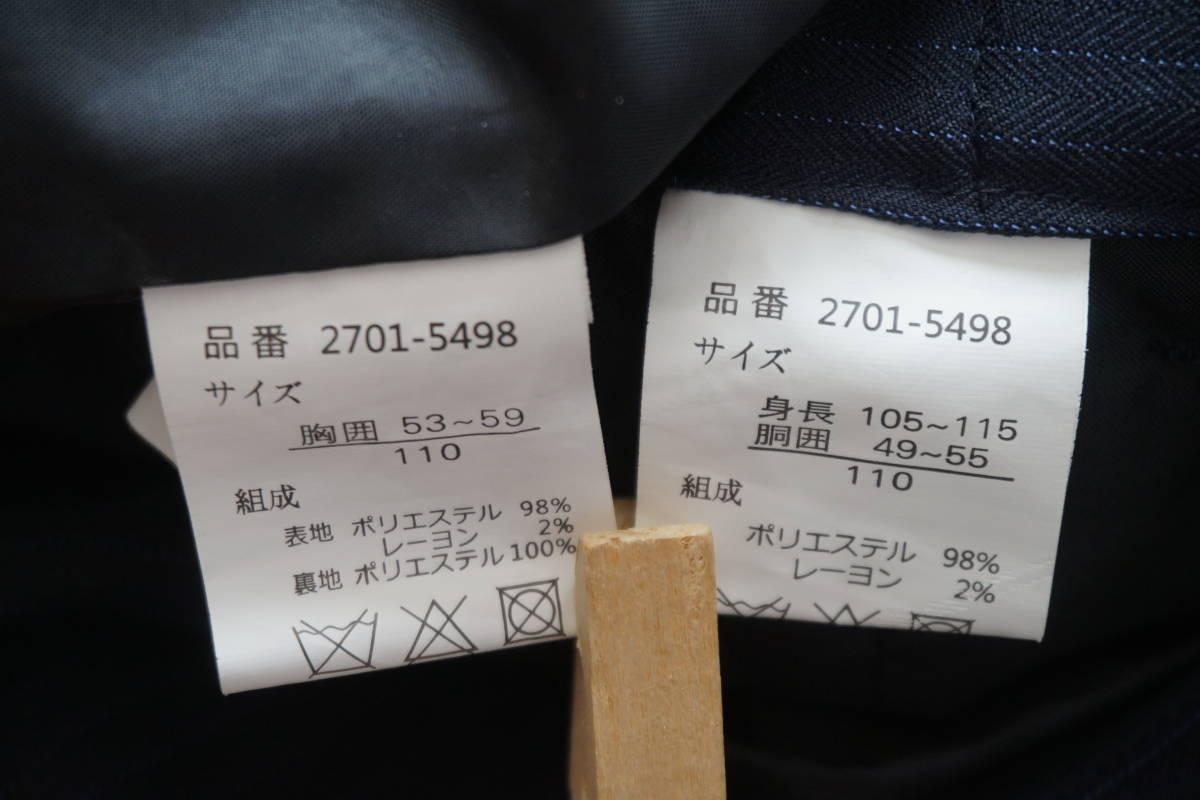 品番 2701-5498
サイズ
胸囲 53~59
110
組成
表地 ポリエステル 98%
レーヨン 2%
裏地 ポリエステル 100%
品番 2701-5498
サイズ
身長 105~115
胴囲 49~55
110
組成
ポリエステル 98%
レーヨン 2%